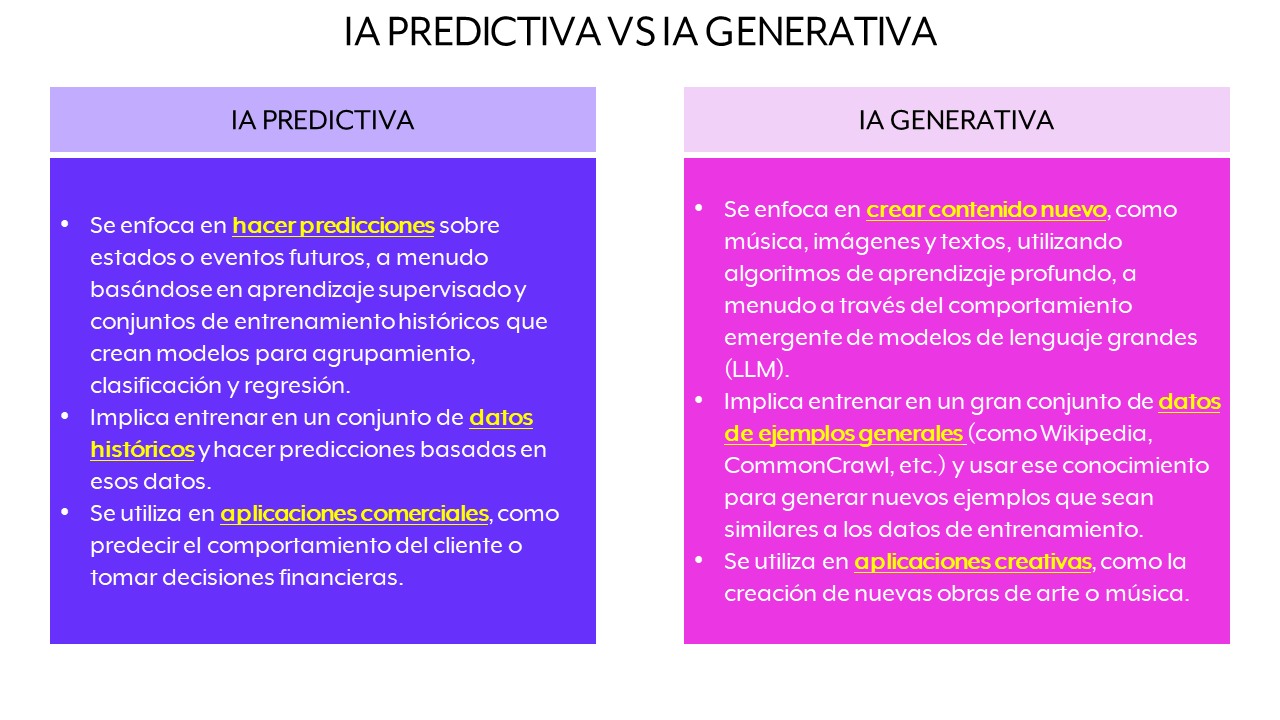 IA PREDICTIVA VS IA GENERATIVA
IA PREDICTIVA
• Se enfoca en hacer predicciones sobre
estados o eventos futuros, a menudo
basándose en aprendizaje supervisado y
conjuntos de entrenamiento históricos que
crean modelos para agrupamiento,
clasificación y regresión.
• Implica entrenar en un conjunto de datos
históricos y hacer predicciones basadas en
esos datos.
• Se utiliza en aplicaciones comerciales, como
predecir el comportamiento del cliente o
tomar decisiones financieras.
IA GENERATIVA
• Se enfoca en crear contenido nuevo, como
música, imágenes y textos, utilizando
algoritmos de aprendizaje profundo, a
menudo a través del comportamiento
emergente de modelos de lenguaje grandes
(LLM).
• Implica entrenar en un gran conjunto de datos
de ejemplos generales (como Wikipedia,
CommonCrawl, etc.) y usar ese conocimiento
para generar nuevos ejemplos que sean
similares a los datos de entrenamiento.
• Se utiliza en aplicaciones creativas, como la
creación de nuevas obras de arte o música.